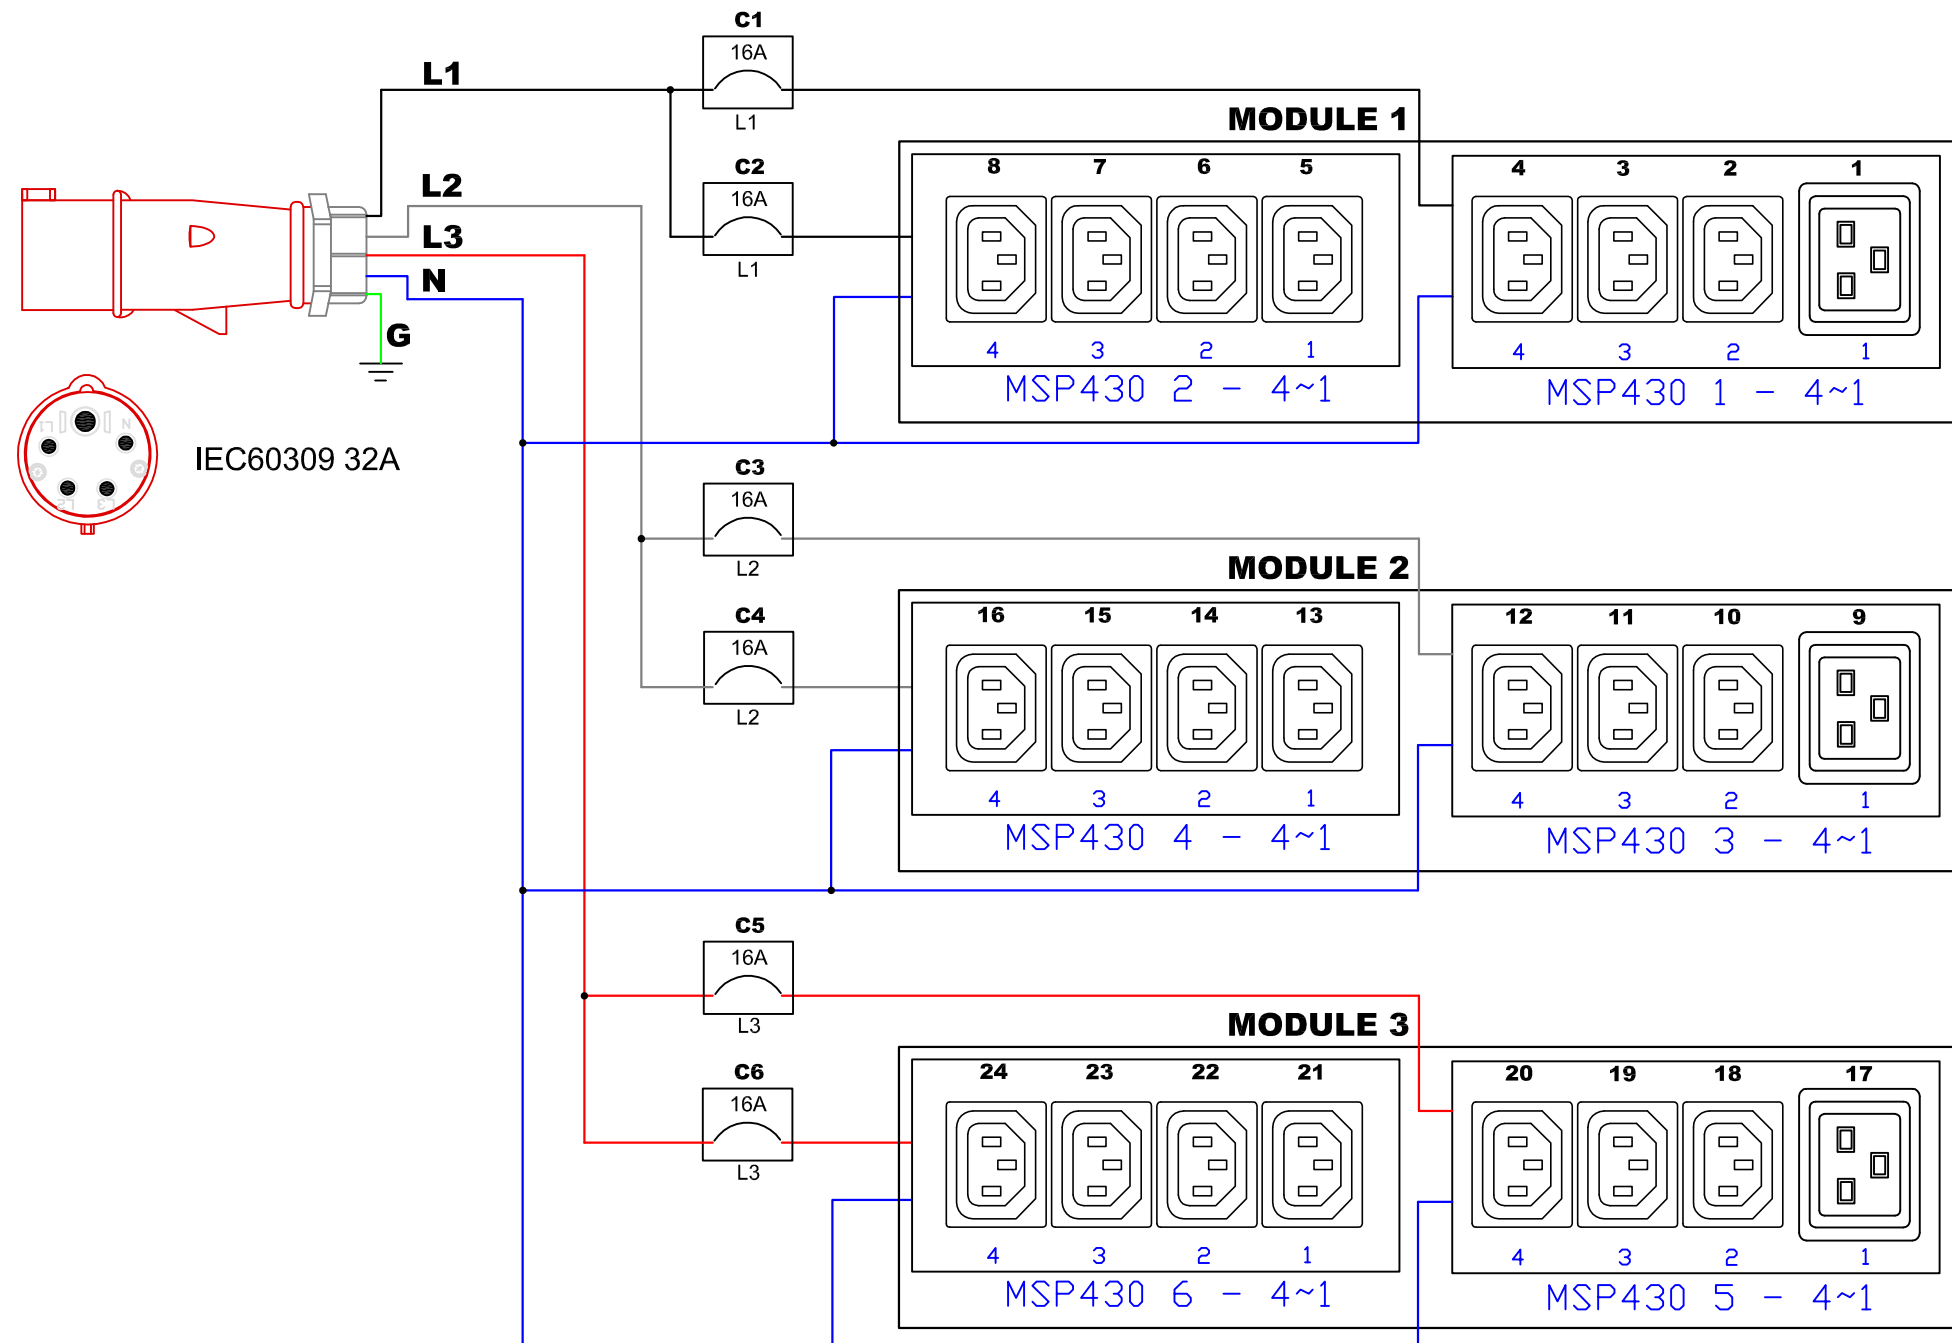 C1
16A
L1
L1
MODULE 1
C2
16A
L1
8 7 6 5 4 3 2 1
L2
L3
N
G
4 3 2 1 4 3 2 1
MSP430 2 - 4~1 MSP430 1 - 4~1
L1 N
L2 L3
IEC60309 32A
C3
16A
L2
MODULE 2
C4
16A
L2
16 15 14 13 12 11 10 9
4 3 2 1 4 3 2 1
MSP430 4 - 4~1 MSP430 3 - 4~1
C5
16A
L3
MODULE 3
C6
16A
L3
24 23 22 21 20 19 18 17
4 3 2 1 4 3 2 1
MSP430 6 - 4~1 MSP430 5 - 4~1